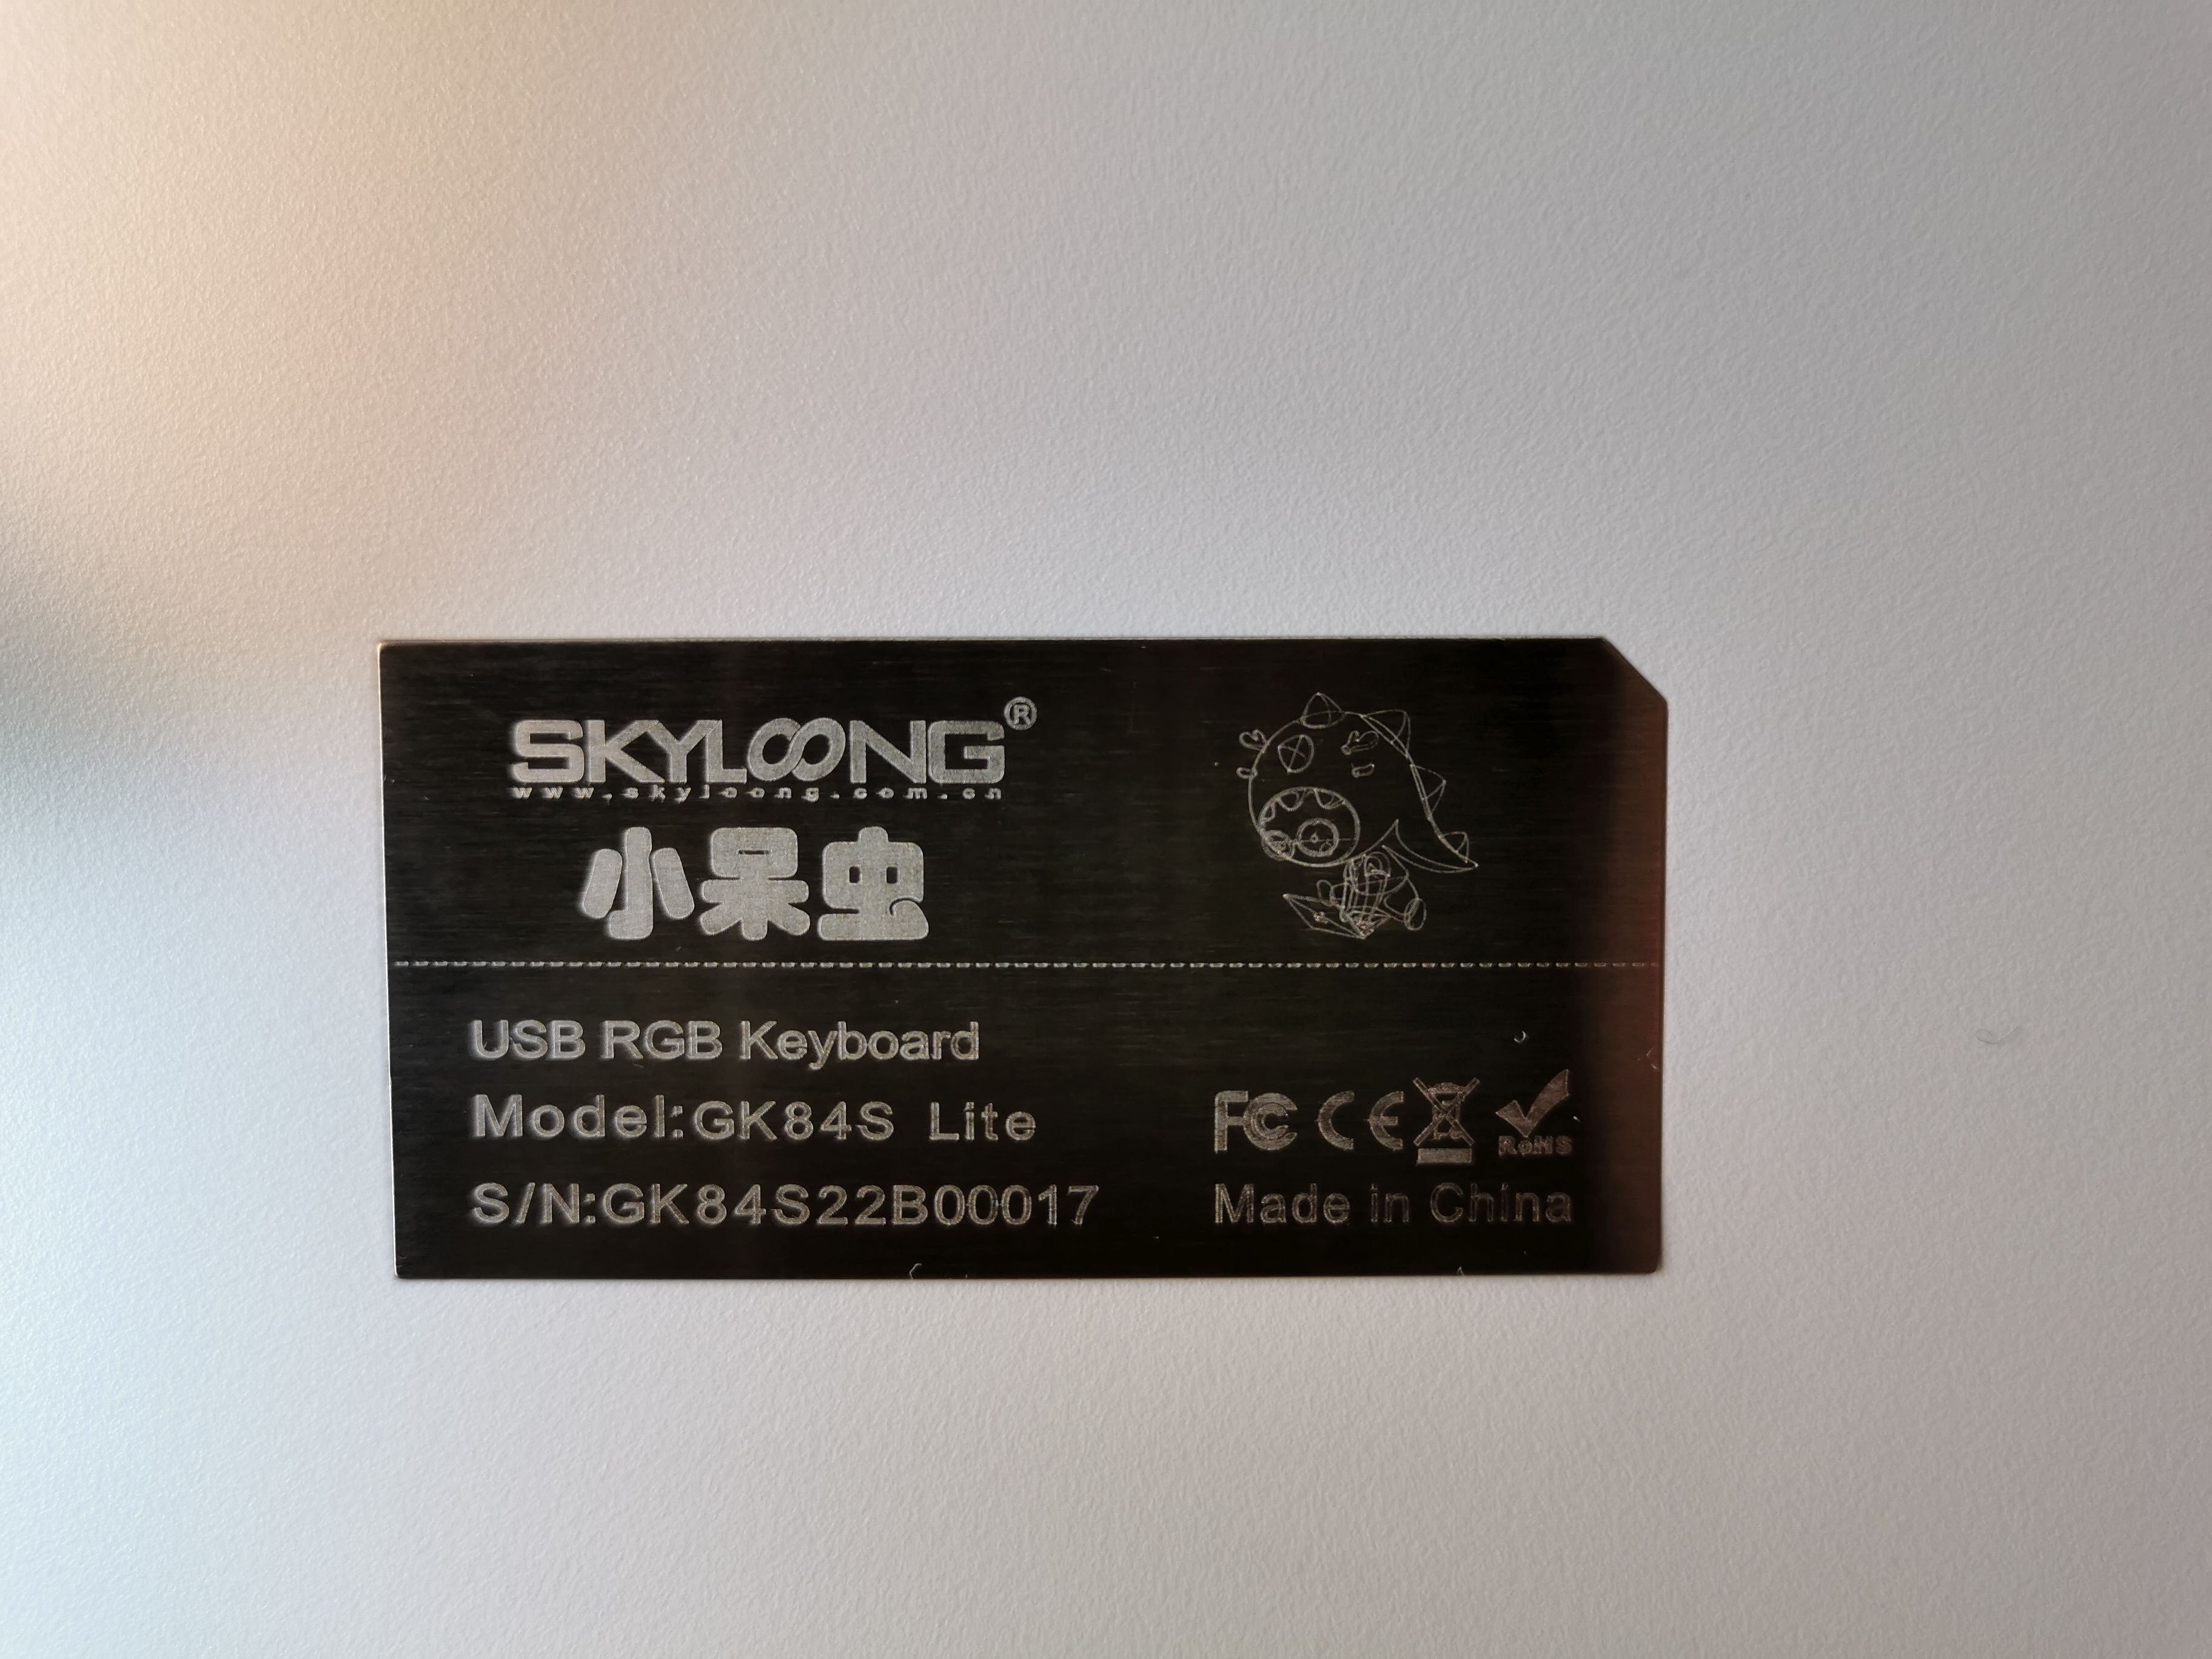 SKYLOONG®
www.skyloong.com.cn
小呆虫
USB RGB Keyboard
Model:GK84S Lite
S/N:GK84S22B00017
FC CE RoHS
Made in China